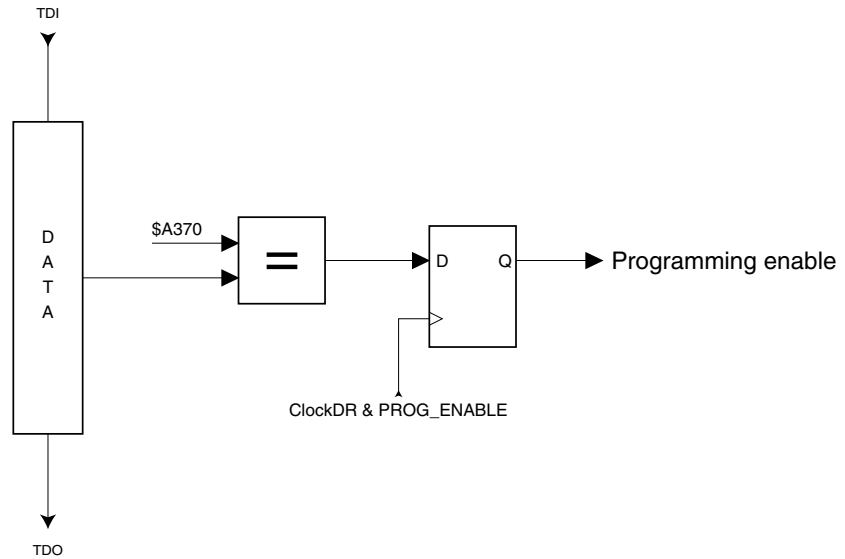 TDI
D
A
T
A
$A370
=
D
Q
Programming enable
ClockDR & PROG_ENABLE
TDO